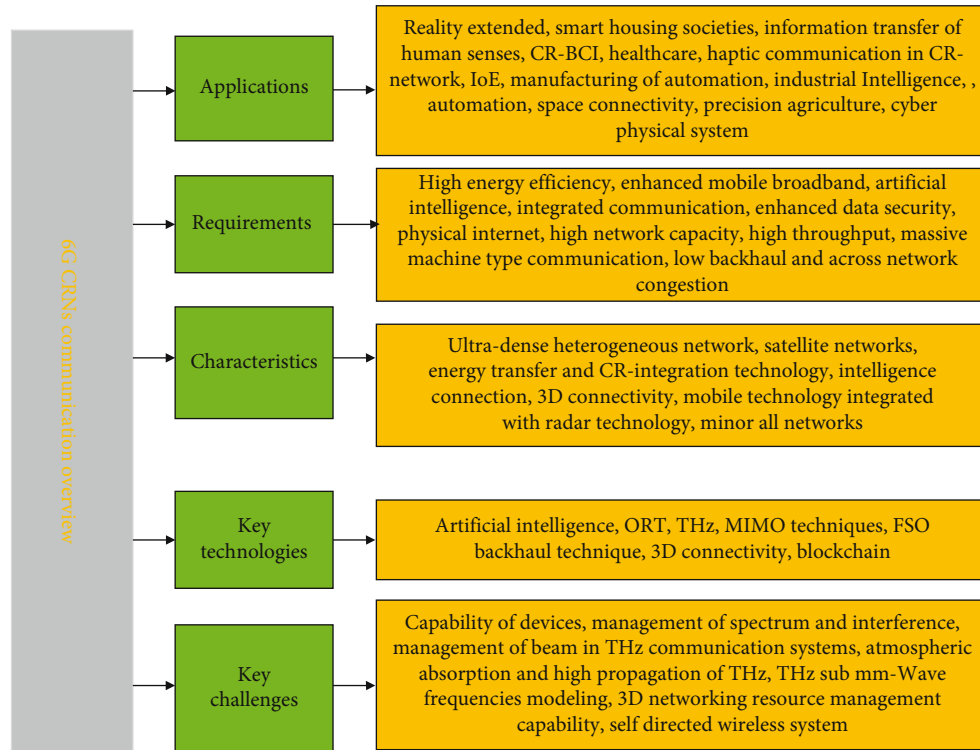 6G CRNs communication overview
Applications
Reality extended, smart housing societies, information transfer of
human senses, CR-BCI, healthcare, haptic communication in CR-
network, IoE, manufacturing of automation, industrial Intelligence, ,
automation, space connectivity, precision agriculture, cyber
physical system
Requirements
High energy efficiency, enhanced mobile broadband, artificial
intelligence, integrated communication, enhanced data security,
physical internet, high network capacity, high throughput, massive
machine type communication, low backhaul and across network
congestion
Characteristics
Ultra-dense heterogeneous network, satellite networks,
energy transfer and CR-integration technology, intelligence
connection, 3D connectivity, mobile technology integrated
with radar technology, minor all networks
Key
technologies
Artificial intelligence, ORT, THz, MIMO techniques, FSO
backhaul technique, 3D connectivity, blockchain
Key
challenges
Capability of devices, management of spectrum and interference,
management of beam in THz communication systems, atmospheric
absorption and high propagation of THz, THz sub mm-Wave
frequencies modeling, 3D networking resource management
capability, self directed wireless system